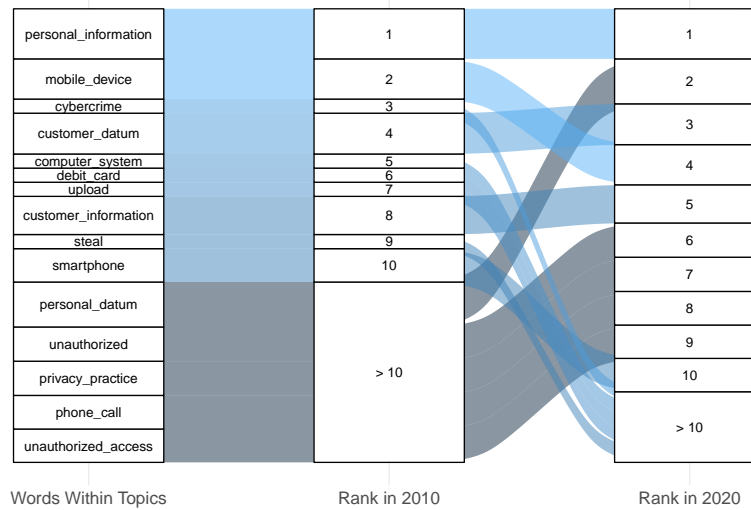 personal_information
mobile_device
cybercrime
customer_datum
computer_system
debit_card
upload
customer_information
steal
smartphone
personal_datum
unauthorized
privacy_practice
phone_call
unauthorized_access
1
2
3
4
5
6
7
8
9
10
> 10
1
2
3
4
5
6
7
8
9
10
> 10
Words Within Topics
Rank in 2010
Rank in 2020